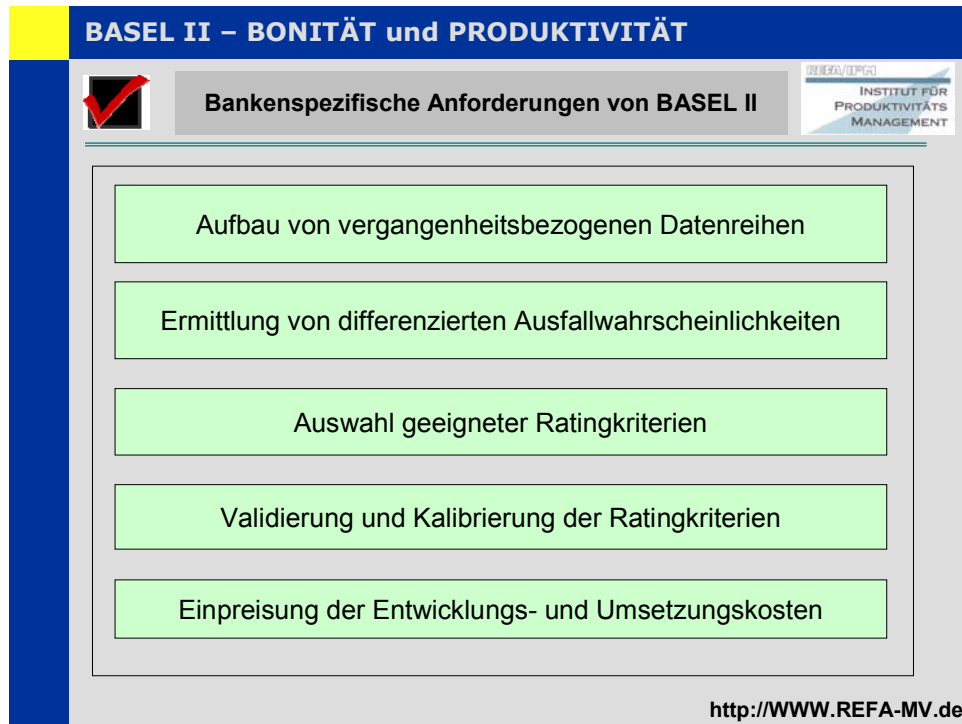 BASEL II – BONITÄT und PRODUKTIVITÄT
Bankenspezifische Anforderungen von BASEL II
REFA/IPM
INSTITUT FÜR
PRODUKTIVITÄTS
MANAGEMENT
Aufbau von vergangenheitsbezogenen Datenreihen
Ermittlung von differenzierten Ausfallwahrscheinlichkeiten
Auswahl geeigneter Ratingkriterien
Validierung und Kalibrierung der Ratingkriterien
Einpreisung der Entwicklungs- und Umsetzungskosten
http://WWW.REFA-MV.de